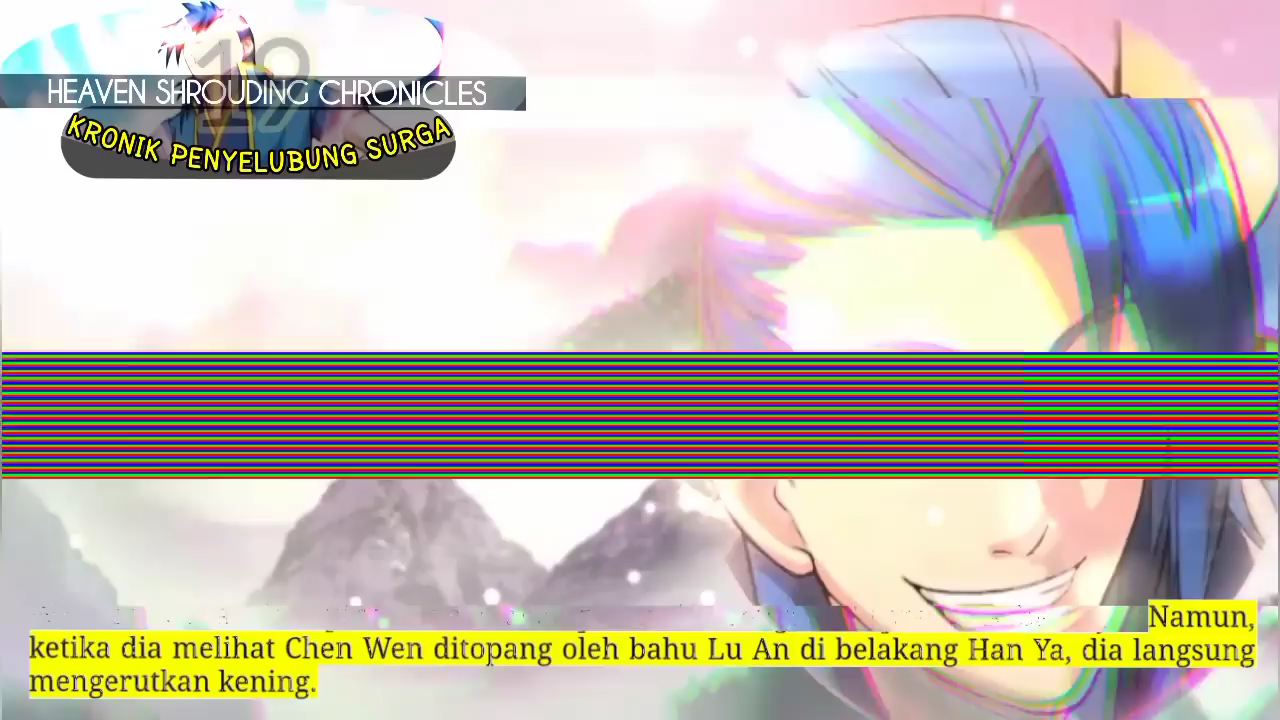 19
HEAVEN SHROUDING CHRONICLES
KRONIK PENYELUBUNG SURGA
Namun,
ketika dia melihat Chen Wen ditopang oleh bahu Lu An di belakang Han Ya, dia langsung
mengerutkan kening.